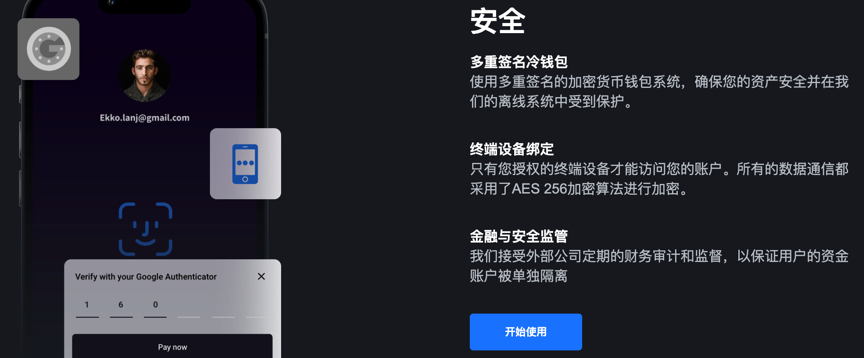 安全
多重签名冷钱包
使用多重签名的加密货币钱包系统，确保您的资产安全并在我
们的离线系统中受到保护。
终端设备绑定
只有您授权的终端设备才能访问您的账户。所有的数据通信都
采用了AES 256加密算法进行加密。
金融与安全监管
我们接受外部公司定期的财务审计和监督，以保证用户的资金
账户被单独隔离
开始使用
Ekko.lanj@gmail.com
Verify with your Google Authenticator
1 6 0
Pay now